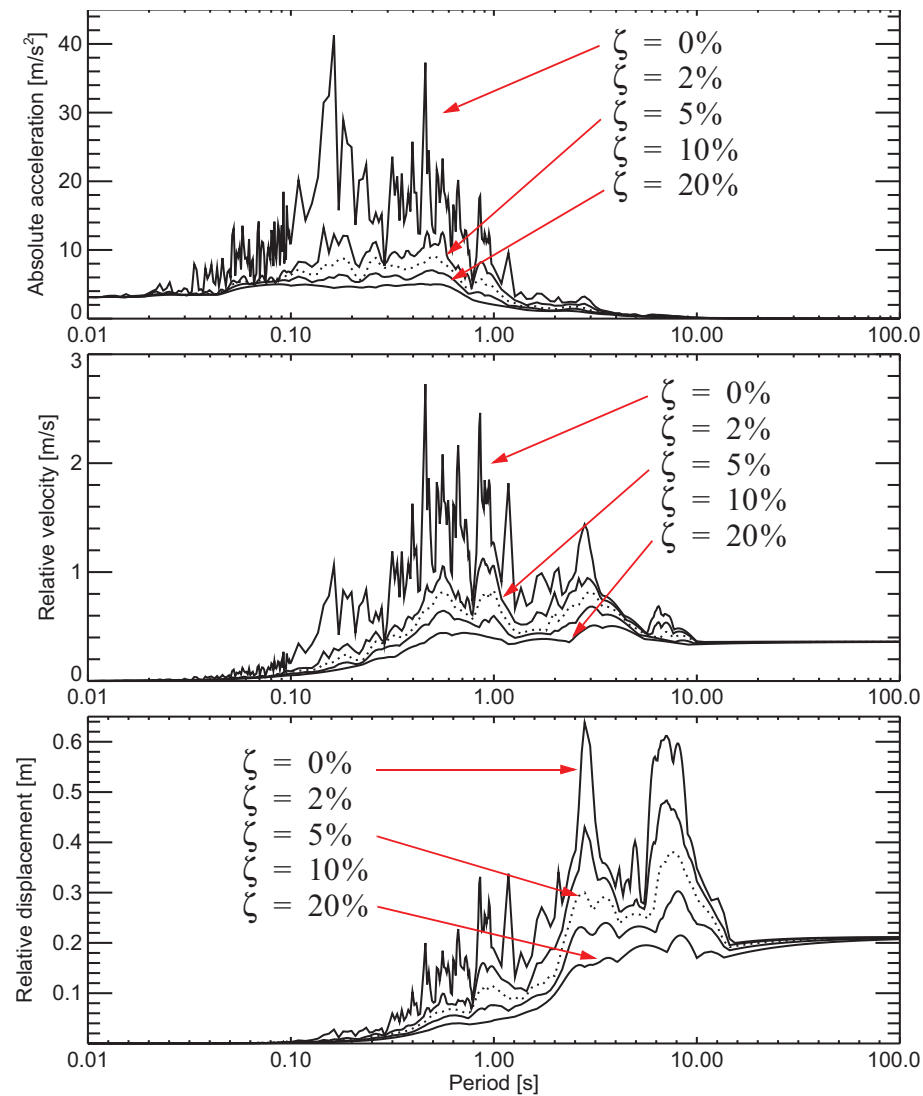 Absolute acceleration [m/s²]
40
30
20
10
0
ζ = 0%
ζ = 2%
ζ = 5%
ζ = 10%
ζ = 20%
0.01 0.10 1.00 10.00 100.0
Relative velocity [m/s]
3
2
1
0
ζ = 0%
ζ = 2%
ζ = 5%
ζ = 10%
ζ = 20%
0.01 0.10 1.00 10.00 100.0
Relative displacement [m]
0.6
0.5
0.4
0.3
0.2
0.1
ζ = 0%
ζ = 2%
ζ = 5%
ζ = 10%
ζ = 20%
0.01 0.10 1.00 10.00 100.0
Period [s]